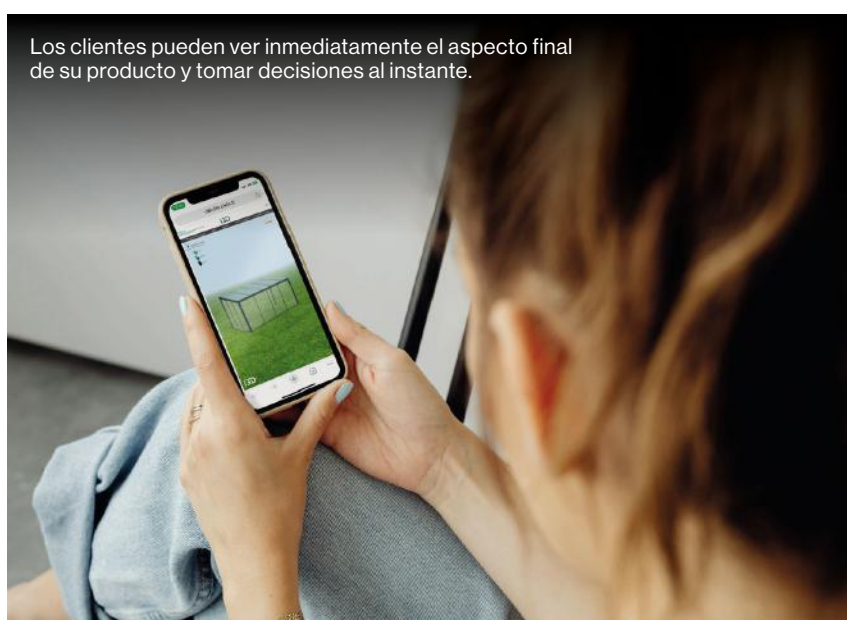 Los clientes pueden ver inmediatamente el aspecto final
de su producto y tomar decisiones al instante.